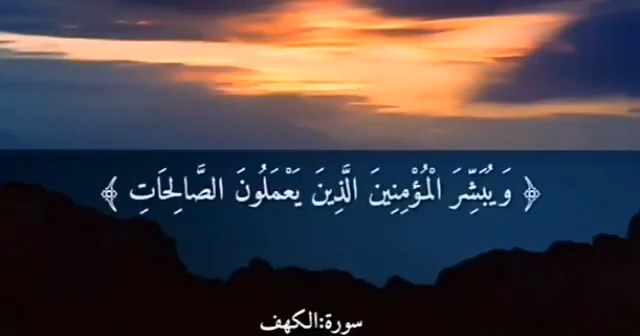 ﴿ وَيُبَشِّرَ الْمُؤْمِنِينَ الَّذِينَ يَعْمَلُونَ الصَّالِحَاتِ ﴾
سورة:الكهف